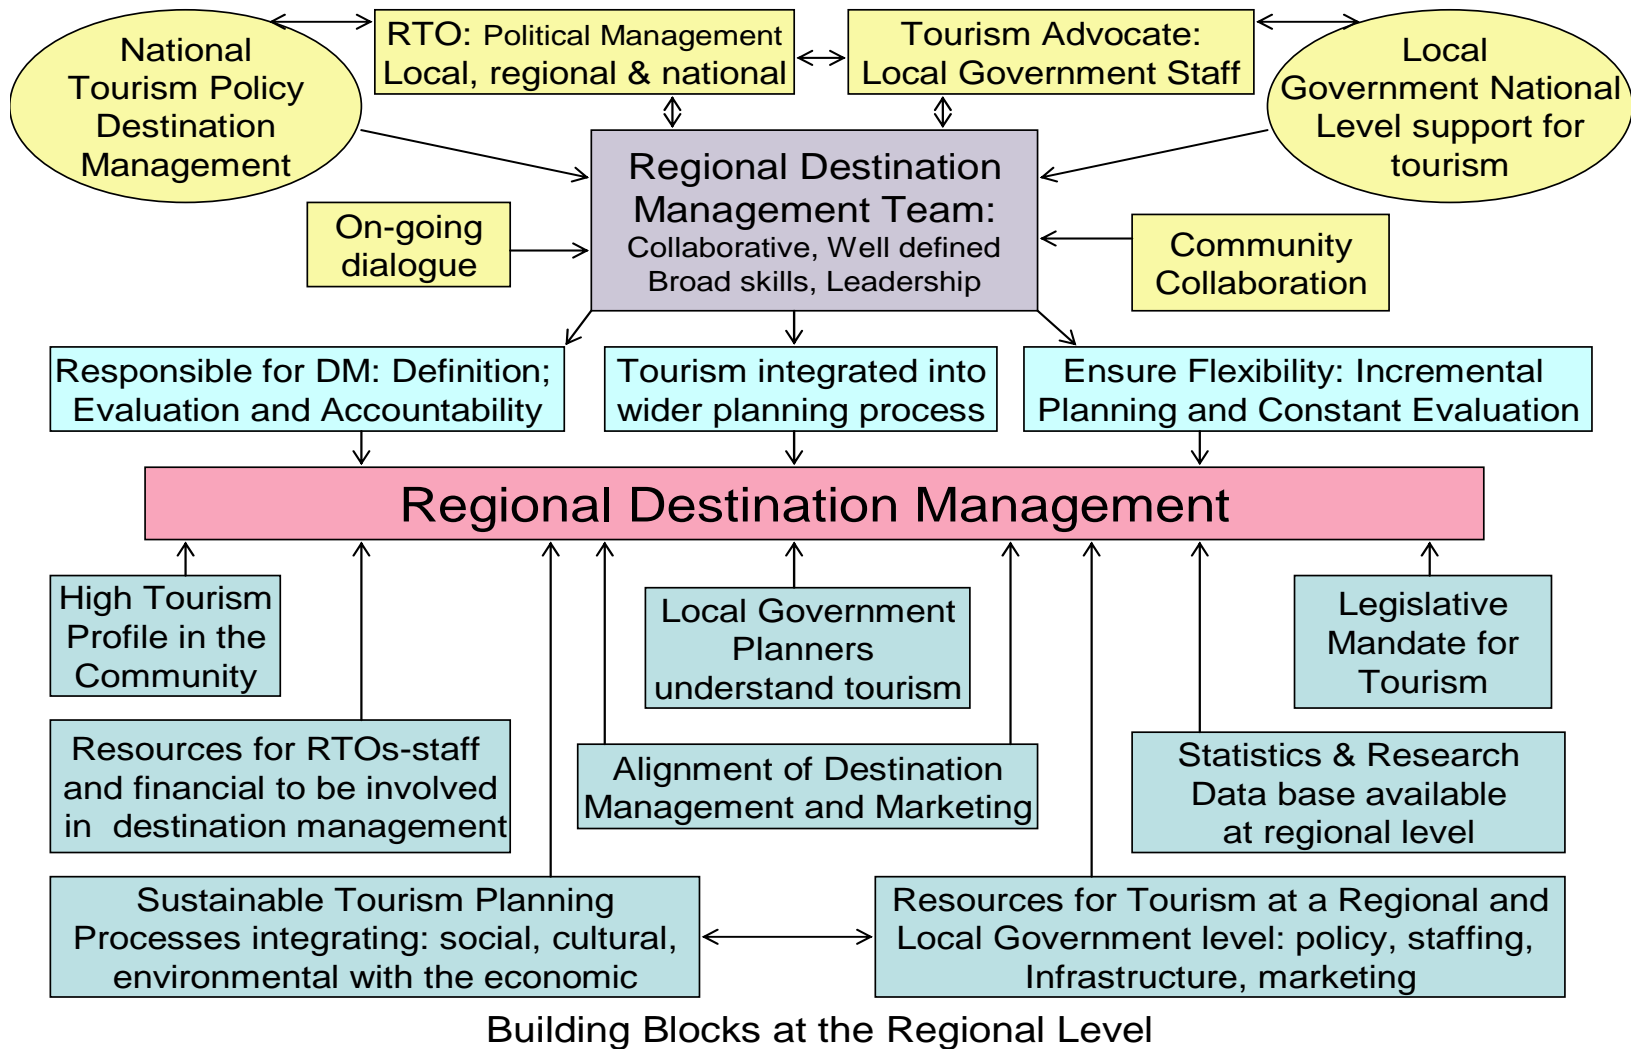 National
Tourism Policy
Destination
Management
RTO: Political Management
Local, regional & national
Tourism Advocate:
Local Government Staff
Local
Government National
Level support for
tourism
Regional Destination
Management Team:
Collaborative, Well defined
Broad skills, Leadership
On-going
dialogue
Community
Collaboration
Responsible for DM: Definition;
Evaluation and Accountability
Tourism integrated into
wider planning process
Ensure Flexibility: Incremental
Planning and Constant Evaluation
Regional Destination Management
High Tourism
Profile in the
Community
Local Government
Planners
understand tourism
Legislative
Mandate for
Tourism
Resources for RTOs-staff
and financial to be involved
in destination management
Alignment of Destination
Management and Marketing
Statistics & Research
Data base available
at regional level
Sustainable Tourism Planning
Processes integrating: social, cultural,
environmental with the economic
Resources for Tourism at a Regional and
Local Government level: policy, staffing,
Infrastructure, marketing
Building Blocks at the Regional Level